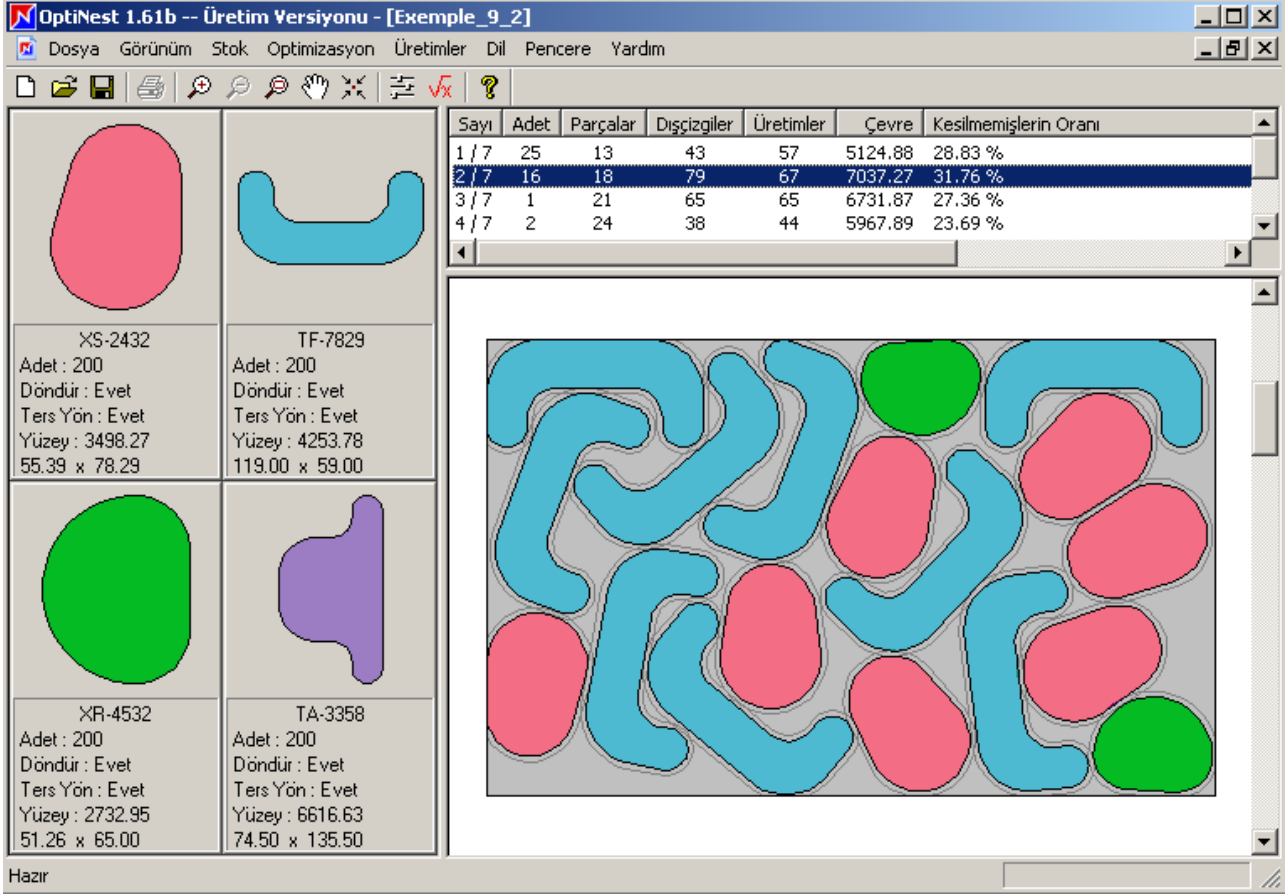 OptiNest 1.61b -- Üretim Versiyonu - [Exemple_9_2]
Dosya Görünüm Stok Optimizasyon Üretimler Dil Pencere Yardım
XS-2432
Adet : 200
Döndür : Evet
Ters Yön : Evet
Yüzey : 3498.27
55.39 x 78.29
TF-7829
Adet : 200
Döndür : Evet
Ters Yön : Evet
Yüzey : 4253.78
119.00 x 59.00
XR-4532
Adet : 200
Döndür : Evet
Ters Yön : Evet
Yüzey : 2732.95
51.26 x 65.00
TA-3358
Adet : 200
Döndür : Evet
Ters Yön : Evet
Yüzey : 6616.63
74.50 x 135.50
Sayı Adet Parçalar Dışçizgiler Üretimler Çevre Kesilmemişlerin Oranı
1 / 7 25 13 43 57 5124.88 28.83 %
2 / 7 16 18 79 67 7037.27 31.76 %
3 / 7 1 21 65 65 6731.87 27.36 %
4 / 7 2 24 38 44 5967.89 23.69 %
Hazır